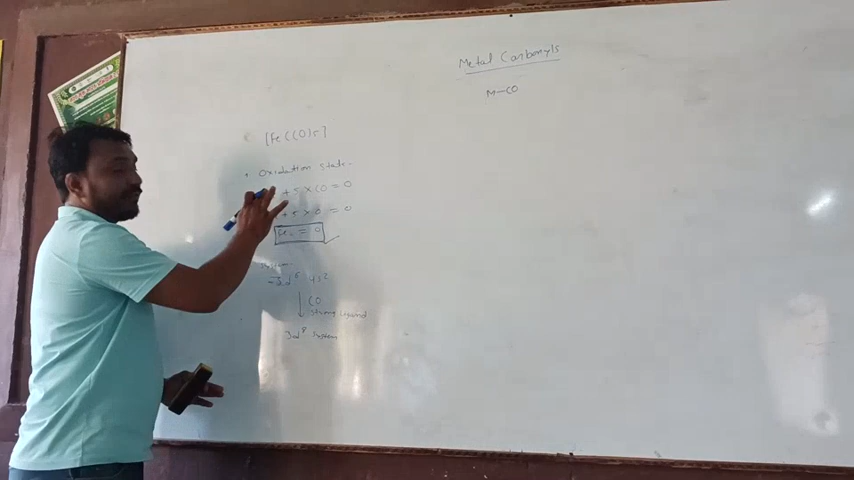 Metal Carbonyls
M—CO
[Fe(CO)5]
• Oxidation State-
+ 5 × CO = 0
+ 5 × 0 = 0
= 0
System
3d⁶ 4s²
CO
strong ligand
3d⁸ system